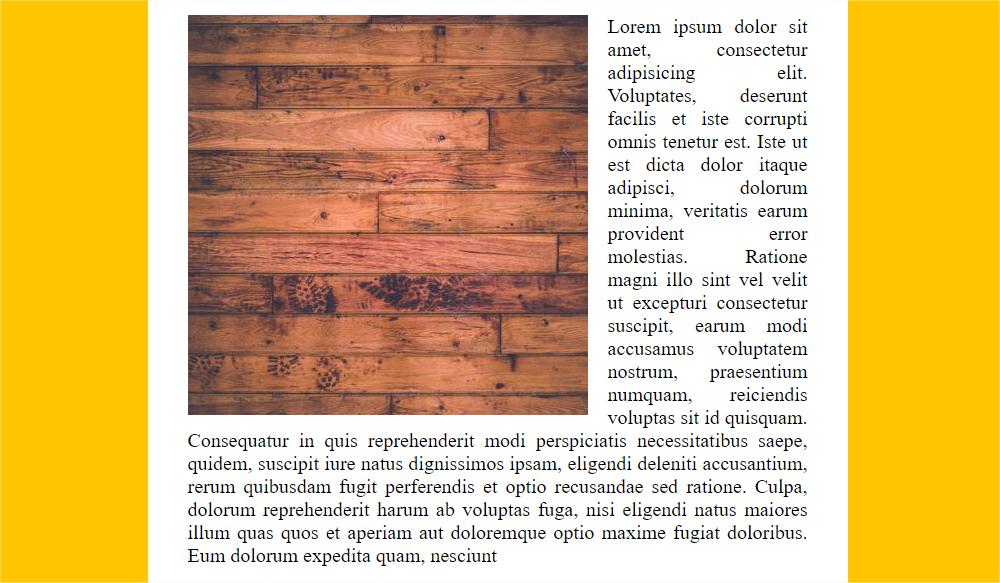 Lorem ipsum dolor sit
amet, consectetur
adipisicing elit.
Voluptates, deserunt
facilis et iste corrupti
omnis tenetur est. Iste ut
est dicta dolor itaque
adipisci, dolorum
minima, veritatis earum
provident error
molestias. Ratione
magni illo sint vel velit
ut excepturi consectetur
suscipit, earum modi
accusamus voluptatem
nostrum, praesentium
numquam, reiciendis
voluptas sit id quisquam.
Consequatur in quis reprehenderit modi perspiciatis necessitatibus saepe,
quidem, suscipit iure natus dignissimos ipsam, eligendi deleniti accusantium,
rerum quibusdam fugit perferendis et optio recusandae sed ratione. Culpa,
dolorum reprehenderit harum ab voluptas fuga, nisi eligendi natus maiores
illum quas quos et aperiam aut doloremque optio maxime fugiat doloribus.
Eum dolorum expedita quam, nesciunt